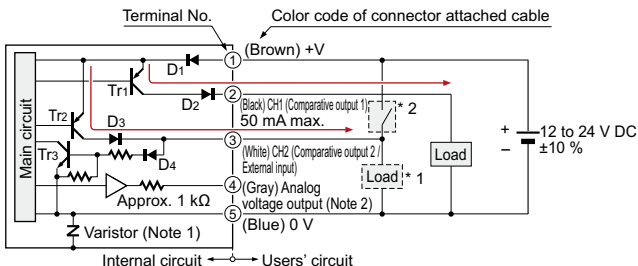 Terminal No.
Color code of connector attached cable
Main circuit
D1
1
(Brown) +V
Tr1
D2
2
(Black) CH1 (Comparative output 1)
50 mA max.
* 2
Tr2
D3
3
(White) CH2 (Comparative output 2 /
External input)
Tr3
D4
Load
* 1
Load
+
−
12 to 24 V DC
±10 %
4
(Gray) Analog
voltage output (Note 2)
Approx. 1 kΩ
5
(Blue) 0 V
Varistor (Note 1)
Internal circuit
Users' circuit